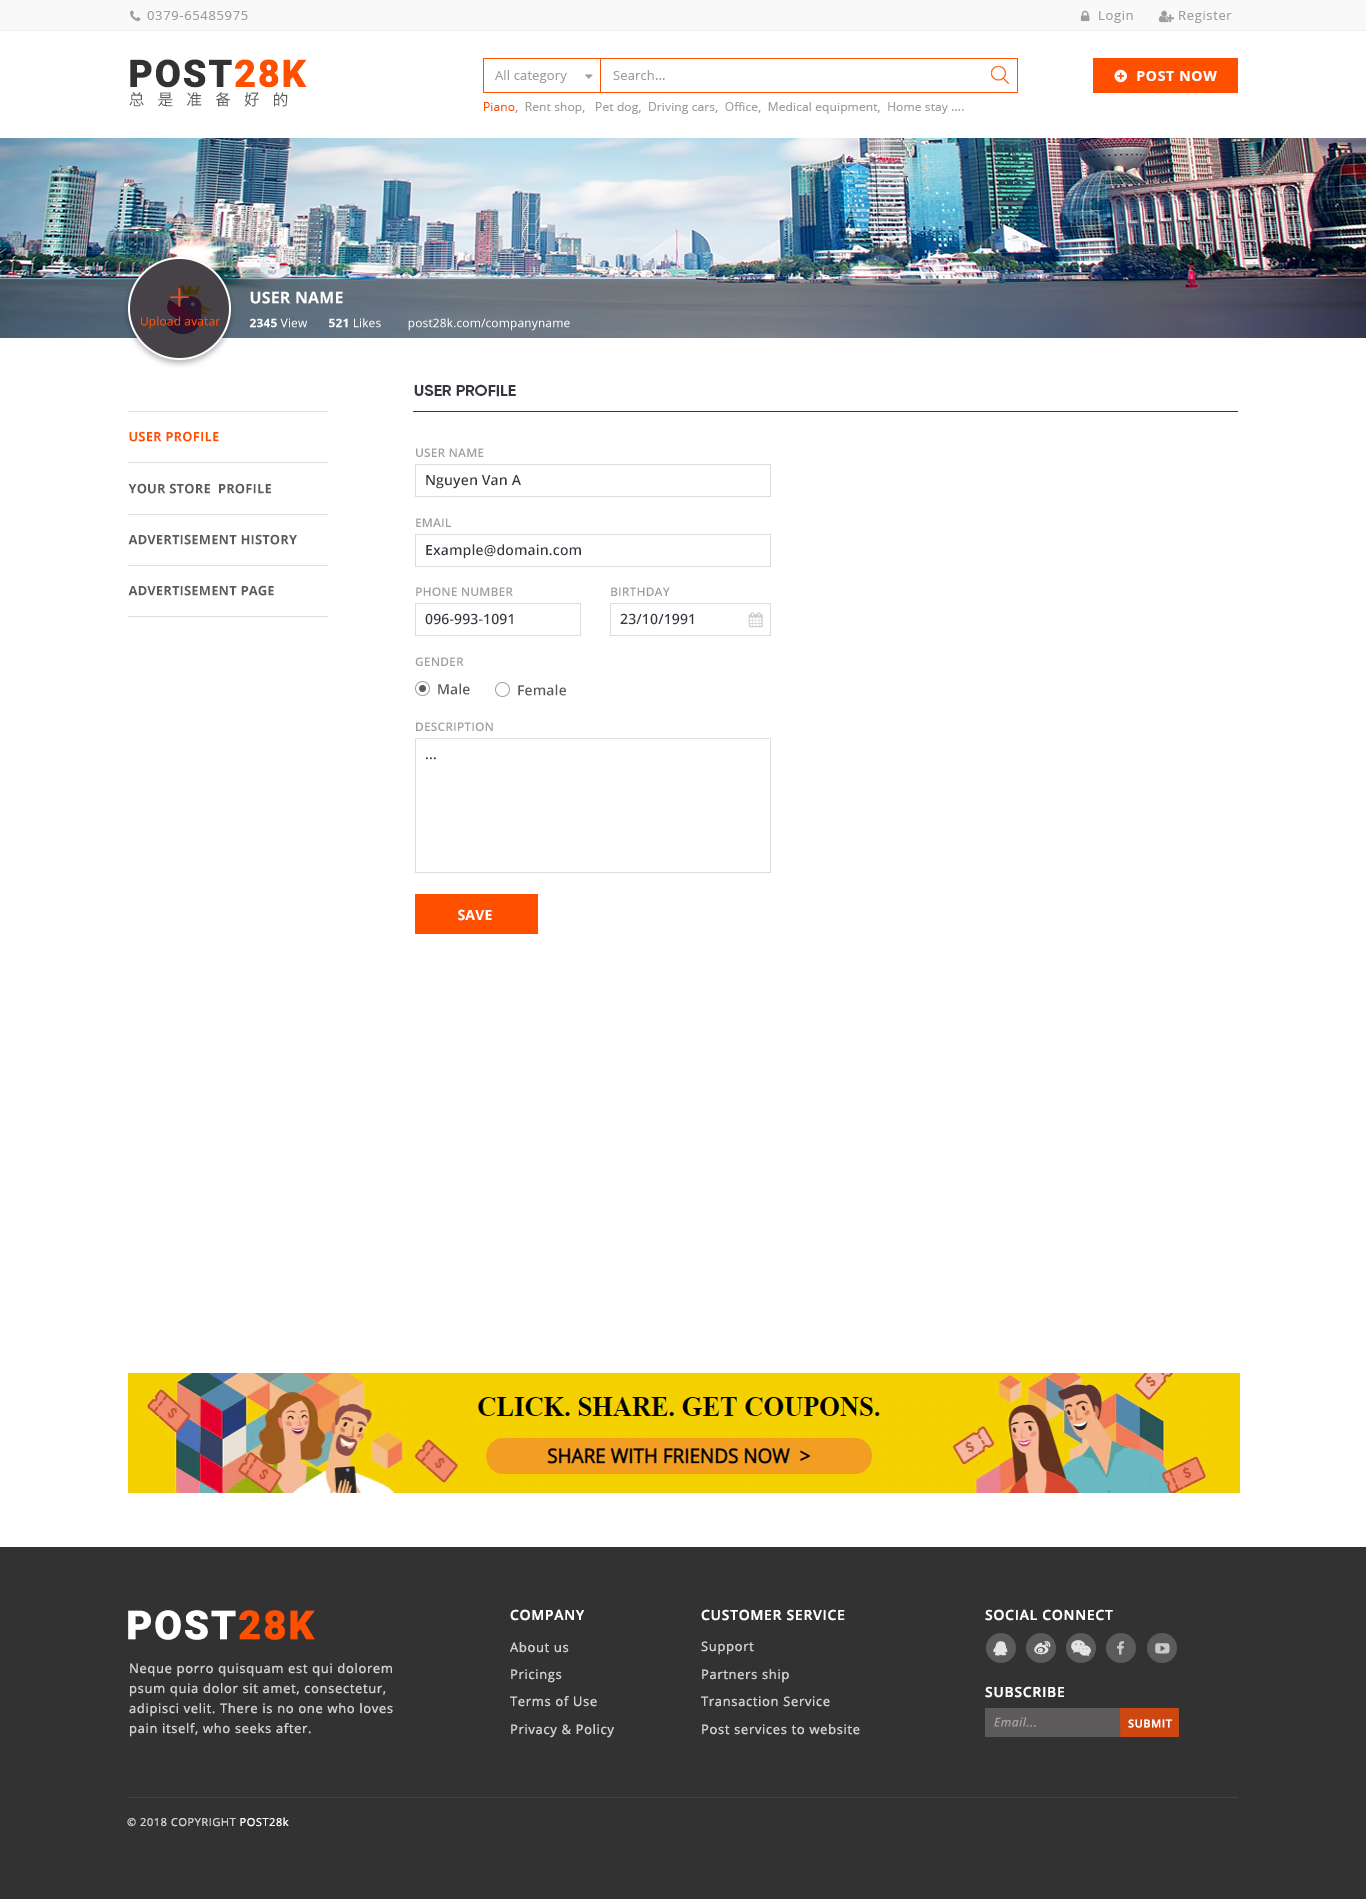 0379-65485975
Login
Register
POST28K
总是准备好的
All category
Search...
POST NOW
Piano, Rent shop, Pet dog, Driving cars, Office, Medical equipment, Home stay ....
Upload avatar
USER NAME
2345 View
521 Likes
post28k.com/companyname
USER PROFILE
YOUR STORE PROFILE
ADVERTISEMENT HISTORY
ADVERTISEMENT PAGE
USER PROFILE
USER NAME
Nguyen Van A
EMAIL
Example@domain.com
PHONE NUMBER
BIRTHDAY
096-993-1091
23/10/1991
GENDER
Male
Female
DESCRIPTION
...
SAVE
CLICK. SHARE. GET COUPONS.
SHARE WITH FRIENDS NOW >
POST28K
Neque porro quisquam est qui dolorem
psum quia dolor sit amet, consectetur,
adipisci velit. There is no one who loves
pain itself, who seeks after.
COMPANY
About us
Pricings
Terms of Use
Privacy & Policy
CUSTOMER SERVICE
Support
Partners ship
Transaction Service
Post services to website
SOCIAL CONNECT
SUBSCRIBE
Email...
SUBMIT
© 2018 COPYRIGHT POST28k